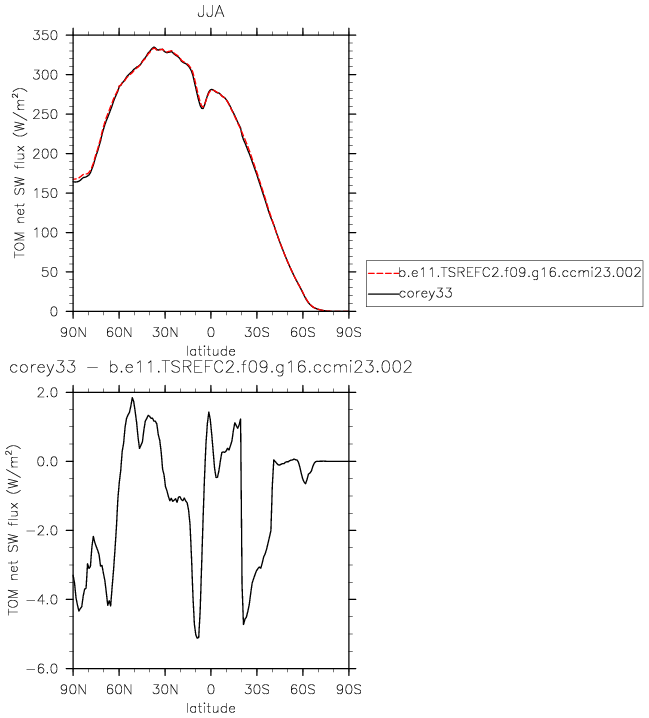 JJA
350
300
250
200
150
100
50
0
TOM net SW flux (W/m²)
90N 60N 30N 0 30S 60S 90S
latitude
b.e11.TSREFC2.f09.g16.ccmi23.002
corey33
corey33 − b.e11.TSREFC2.f09.g16.ccmi23.002
2.0
0.0
−2.0
−4.0
−6.0
TOM net SW flux (W/m²)
90N 60N 30N 0 30S 60S 90S
latitude